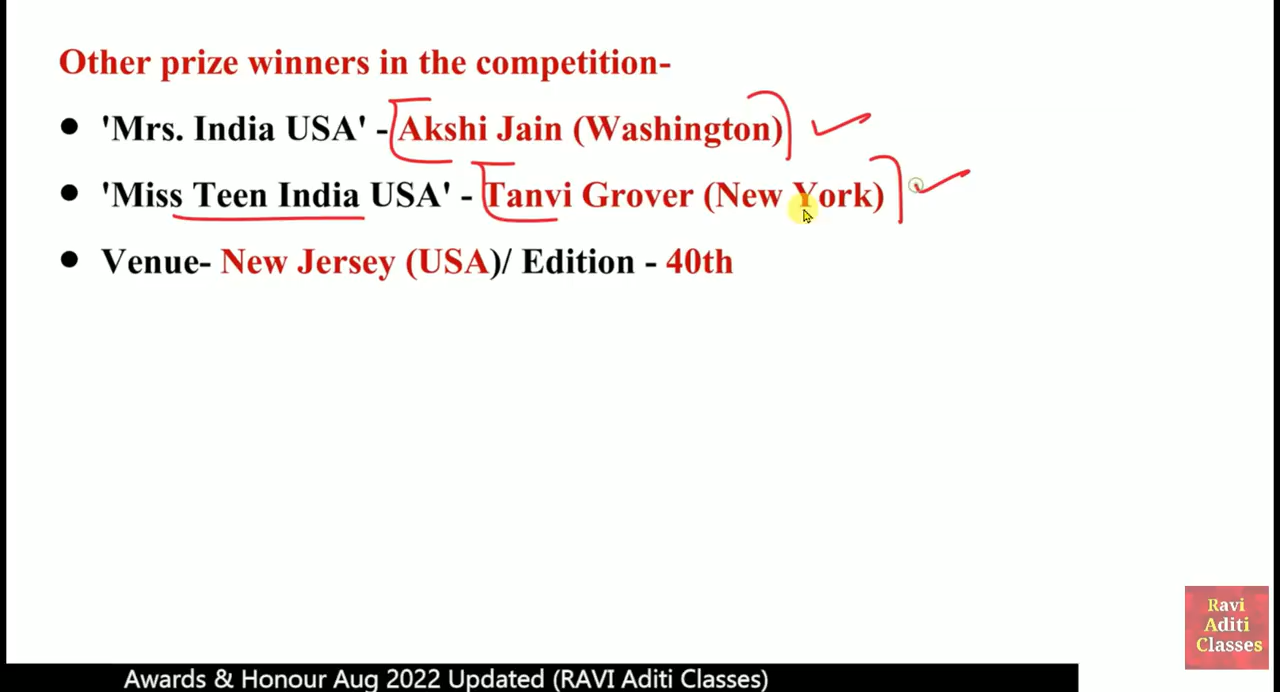 Other prize winners in the competition-
● 'Mrs. India USA' - Akshi Jain (Washington)
● 'Miss Teen India USA' - Tanvi Grover (New York)
● Venue- New Jersey (USA)/ Edition - 40th
Ravi
Aditi
Classes
Awards & Honour Aug 2022 Updated (RAVI Aditi Classes)